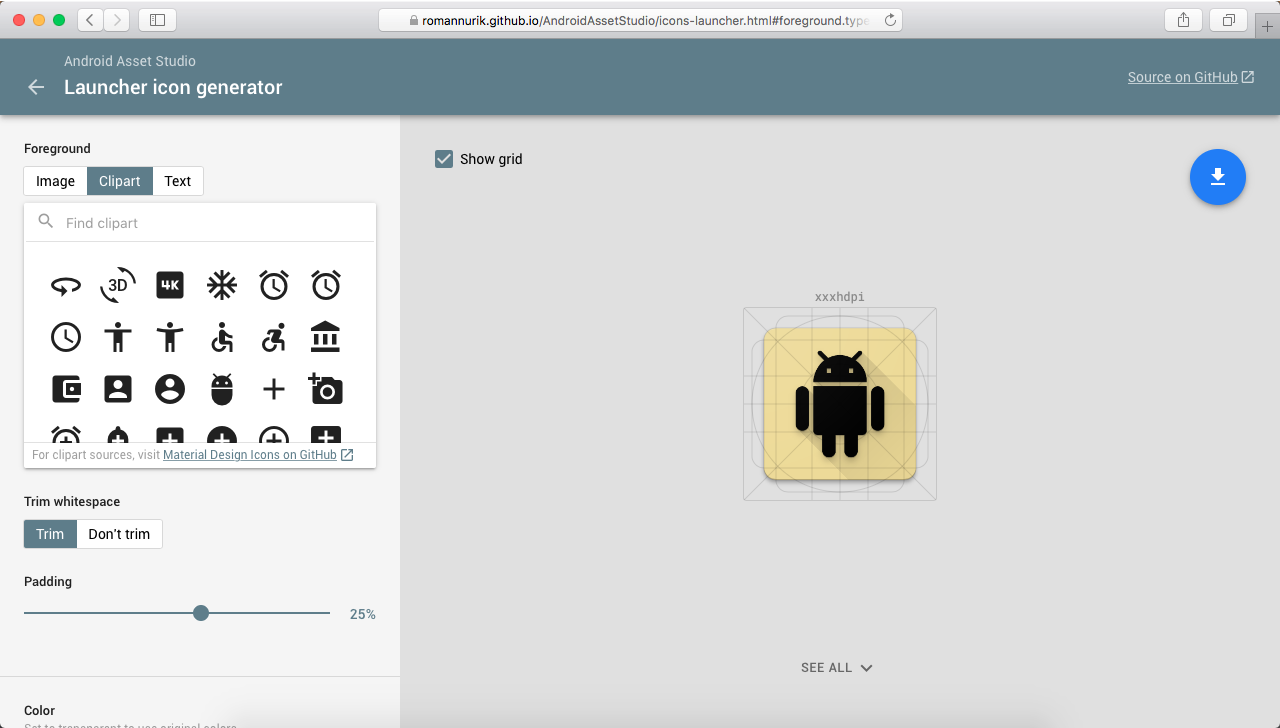 romannurik.github.io/AndroidAssetStudio/icons-launcher.html#foreground.type
Android Asset Studio
Launcher icon generator
Source on GitHub
Foreground
Image Clipart Text
Find clipart
3D 4K
For clipart sources, visit Material Design Icons on GitHub
Trim whitespace
Trim Don't trim
Padding
25%
Color
Set to transparent to use original colors
Show grid
xxxhdpi
SEE ALL